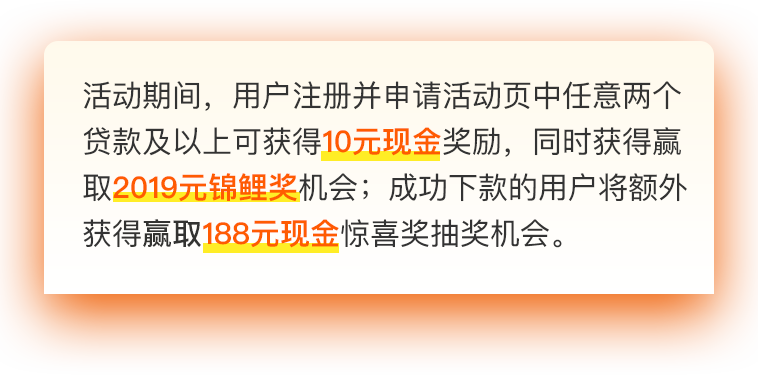 活动期间，用户注册并申请活动页中任意两个
贷款及以上可获得10元现金奖励，同时获得赢
取2019元锦鲤奖机会；成功下款的用户将额外
获得赢取188元现金惊喜奖抽奖机会。